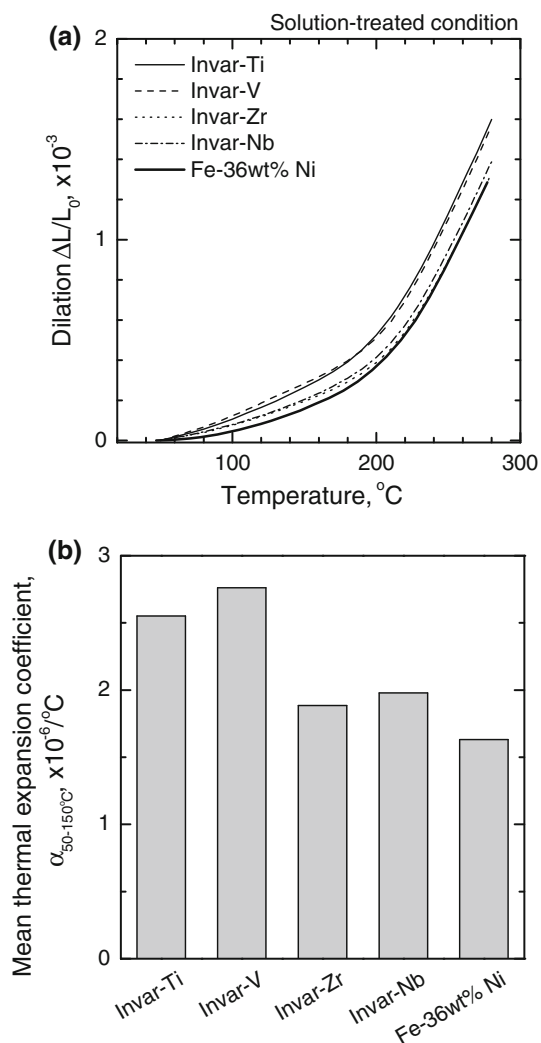 Solution-treated condition
(a)
2
Invar-Ti
Invar-V
Invar-Zr
Invar-Nb
Fe-36wt% Ni
Dilation ΔL/L₀, x10⁻³
1
0
100
200
300
Temperature, °C
(b)
3
Mean thermal expansion coefficient,
α₅₀₋₁₅₀°C, x10⁻⁶/°C
2
1
0
Invar-Ti
Invar-V
Invar-Zr
Invar-Nb
Fe-36wt% Ni